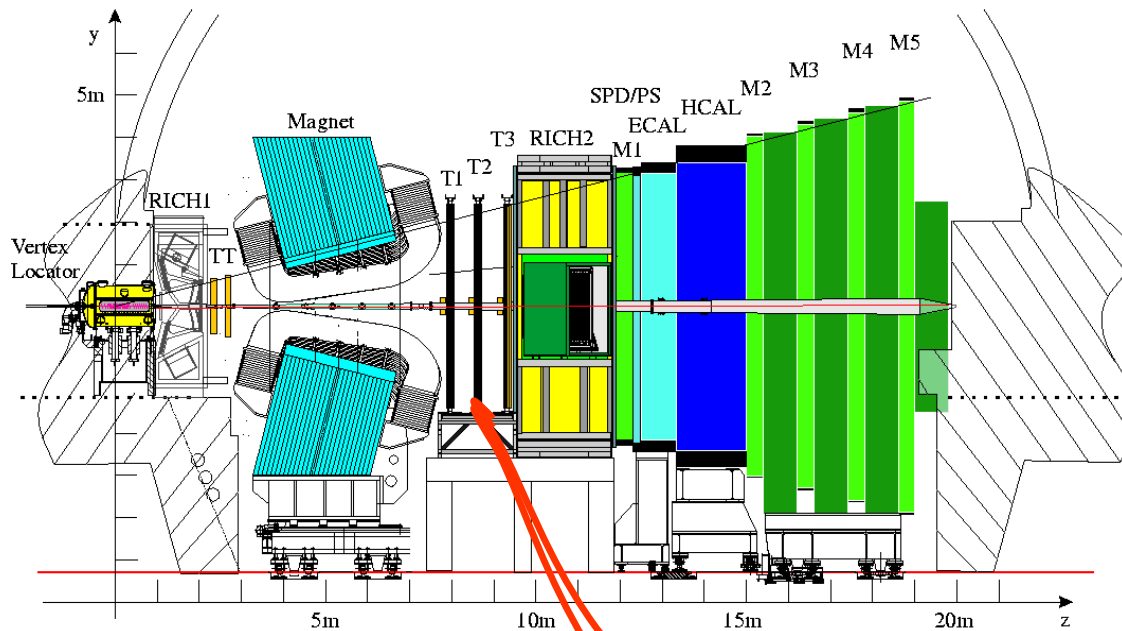 y
5m
Magnet
RICH1
Vertex
Locator
TT
T1
T2
T3
RICH2
M1
SPD/PS
ECAL
HCAL
M2
M3
M4
M5
5m
10m
15m
20m
z